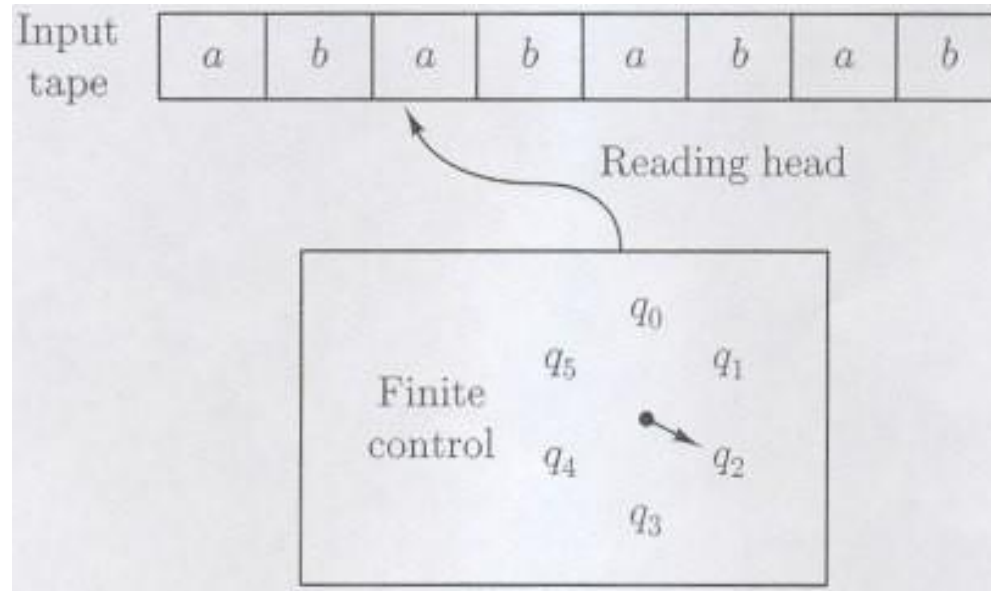 Input
tape
a b a b a b a b
Reading head
q0
q5 q1
Finite
control
q4 q2
q3